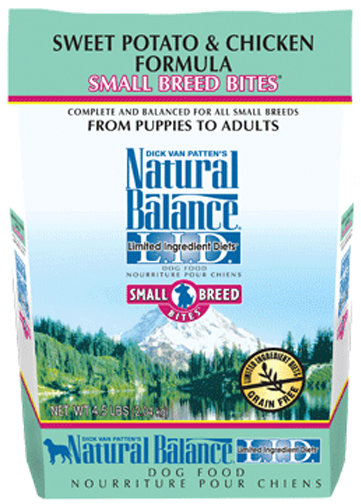 SWEET POTATO & CHICKEN
FORMULA
SMALL BREED BITES®
COMPLETE AND BALANCED FOR ALL SMALL BREEDS
FROM PUPPIES TO ADULTS
DICK VAN PATTEN'S
Natural
Balance®
L.I.D.
Limited Ingredient Diets®
DOG FOOD
NOURRITURE POUR CHIENS
SMALL BREED
BITES
LIMITED INGREDIENT DIETS
GRAIN FREE
NET WT. 4.5 LBS.
DICK VAN PATTEN'S
Natural Balance L.I.D.
Limited Ingredient Diets
DOG FOOD
NOURRITURE POUR CHIENS